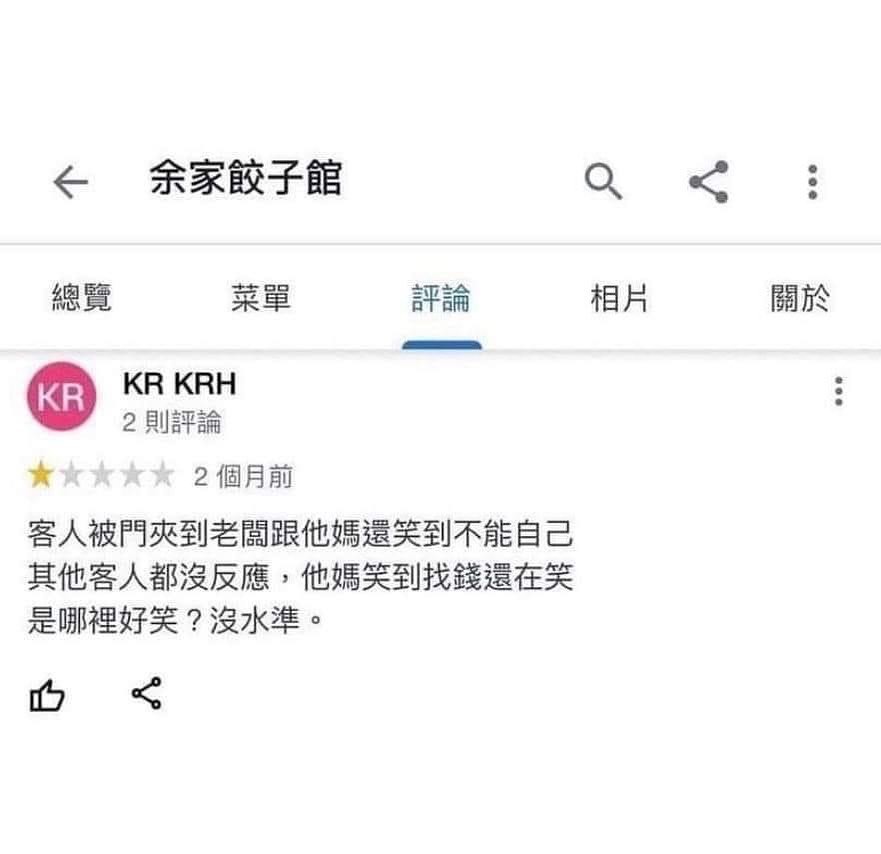 余家餃子館
總覽
菜單
評論
相片
關於
KR
KR KRH
2 則評論
2 個月前
客人被門夾到老闆跟他媽還笑到不能自己
其他客人都沒反應，他媽笑到找錢還在笑
是哪裡好笑？沒水準。